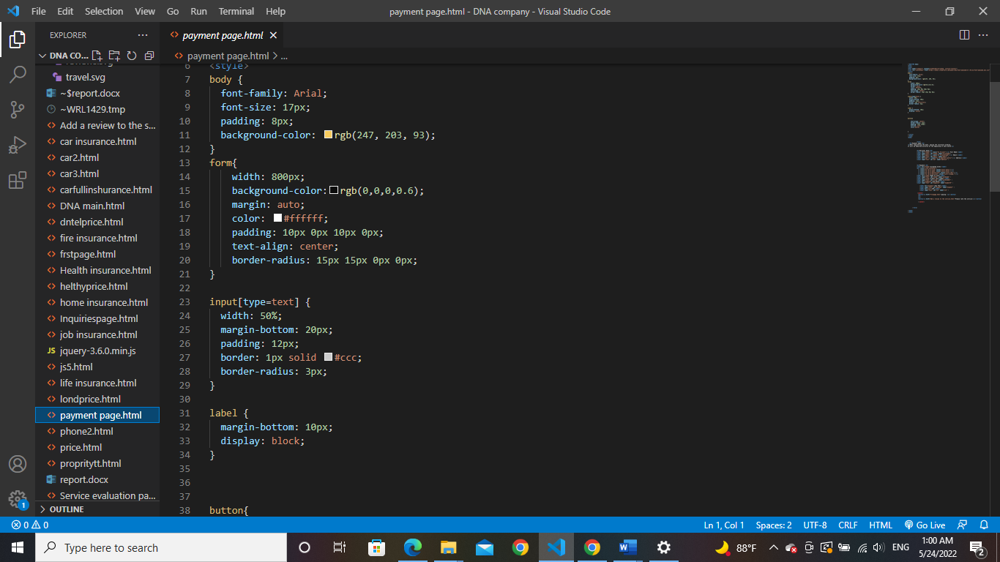 File Edit Selection View Go Run Terminal Help
payment page.html - DNA company - Visual Studio Code
EXPLORER
payment page.html
DNA CO...
payment page.html > ...
travel.svg
~$report.docx
~WRL1429.tmp
Add a review to the s...
car insurance.html
car2.html
car3.html
carfullinshurance.html
DNA main.html
dntelprice.html
fire insurance.html
frstpage.html
Health insurance.html
helthyprice.html
home insurance.html
Inquiriespage.html
job insurance.html
JS jquery-3.6.0.min.js
js5.html
life insurance.html
londprice.html
payment page.html
phone2.html
price.html
propritytt.html
report.docx
Service evaluation pa...
OUTLINE
6 <style>
7 body {
8 font-family: Arial;
9 font-size: 17px;
10 padding: 8px;
11 background-color: rgb(247, 203, 93);
12 }
13 form{
14 width: 800px;
15 background-color:rgb(0,0,0,0.6);
16 margin: auto;
17 color: #ffffff;
18 padding: 10px 0px 10px 0px;
19 text-align: center;
20 border-radius: 15px 15px 0px 0px;
21 }
22
23 input[type=text] {
24 width: 50%;
25 margin-bottom: 20px;
26 padding: 12px;
27 border: 1px solid #ccc;
28 border-radius: 3px;
29 }
30
31 label {
32 margin-bottom: 10px;
33 display: block;
34 }
35
36
37
38 button{
1
0 0
Ln 1, Col 1 Spaces: 2 UTF-8 CRLF HTML Go Live
Type here to search
88°F
ENG
1:00 AM
5/24/2022
2